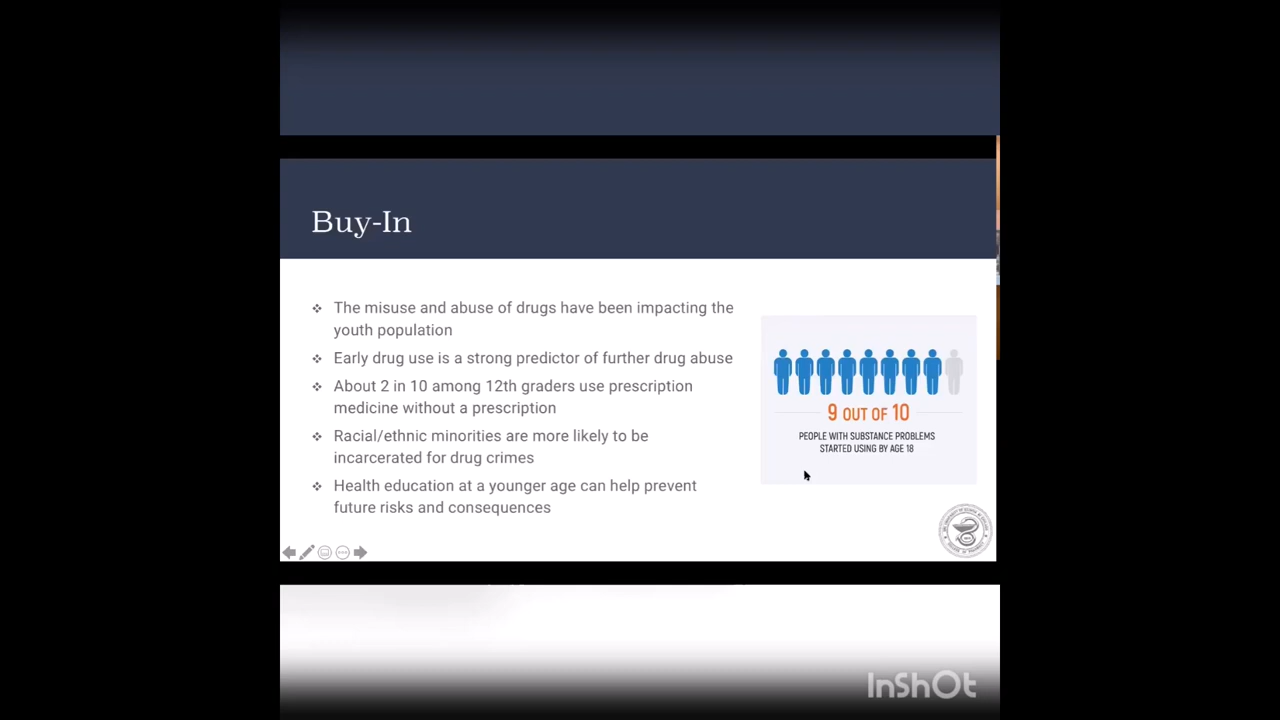 Buy-In
❖ The misuse and abuse of drugs have been impacting the
youth population
❖ Early drug use is a strong predictor of further drug abuse
❖ About 2 in 10 among 12th graders use prescription
medicine without a prescription
❖ Racial/ethnic minorities are more likely to be
incarcerated for drug crimes
❖ Health education at a younger age can help prevent
future risks and consequences
9 OUT OF 10
PEOPLE WITH SUBSTANCE PROBLEMS
STARTED USING BY AGE 18
InShOt